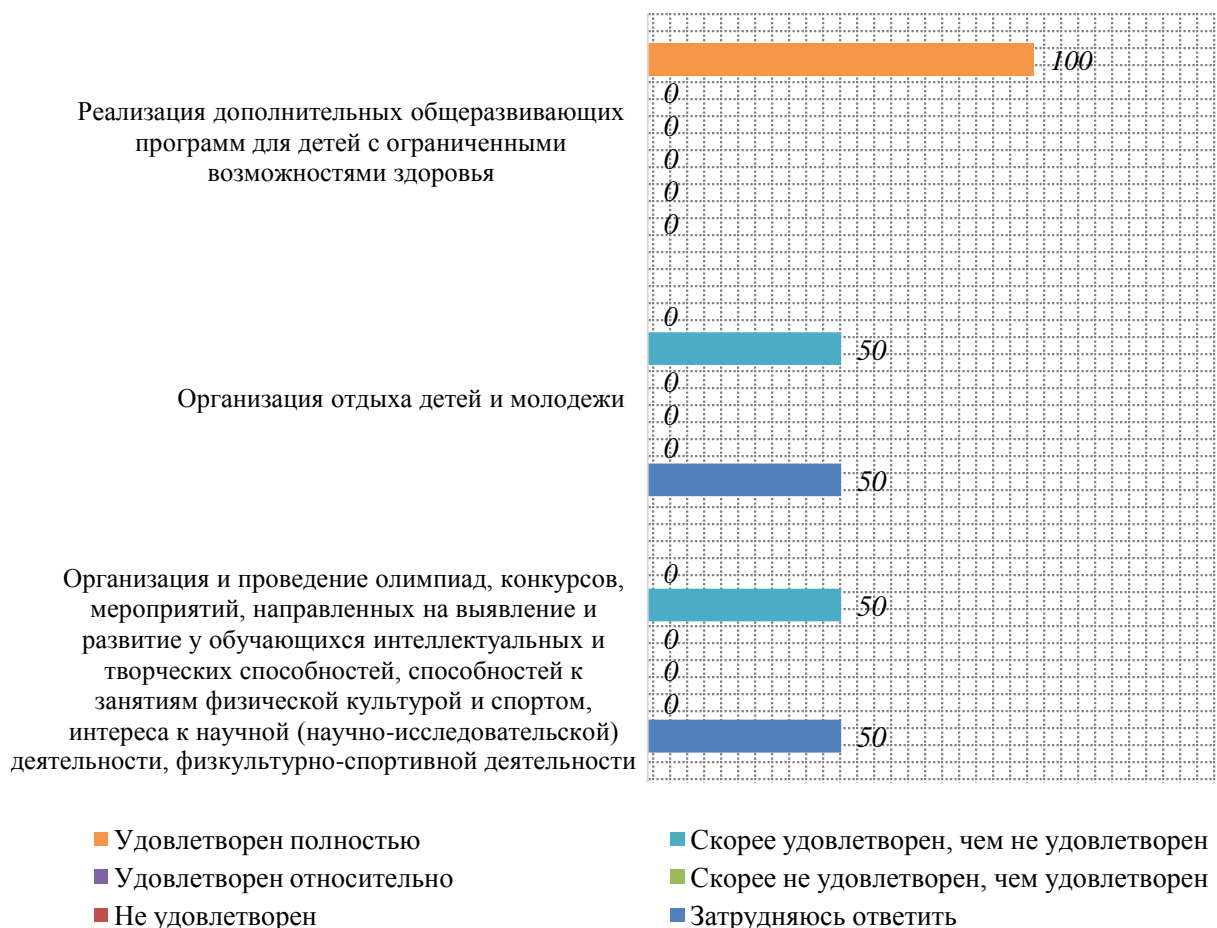 100
0
Реализация дополнительных общеразвивающих
0
программ для детей с ограниченными
0
возможностями здоровья
0
0
0
50
0
Организация отдыха детей и молодежи
0
0
50
0
Организация и проведение олимпиад, конкурсов,
мероприятий, направленных на выявление и
50
развитие у обучающихся интеллектуальных и
0
творческих способностей, способностей к
0
занятиям физической культурой и спортом,
0
интереса к научной (научно-исследовательской)
50
деятельности, физкультурно-спортивной деятельности
Удовлетворен полностью
Скорее удовлетворен, чем не удовлетворен
Удовлетворен относительно
Скорее не удовлетворен, чем удовлетворен
Не удовлетворен
Затрудняюсь ответить